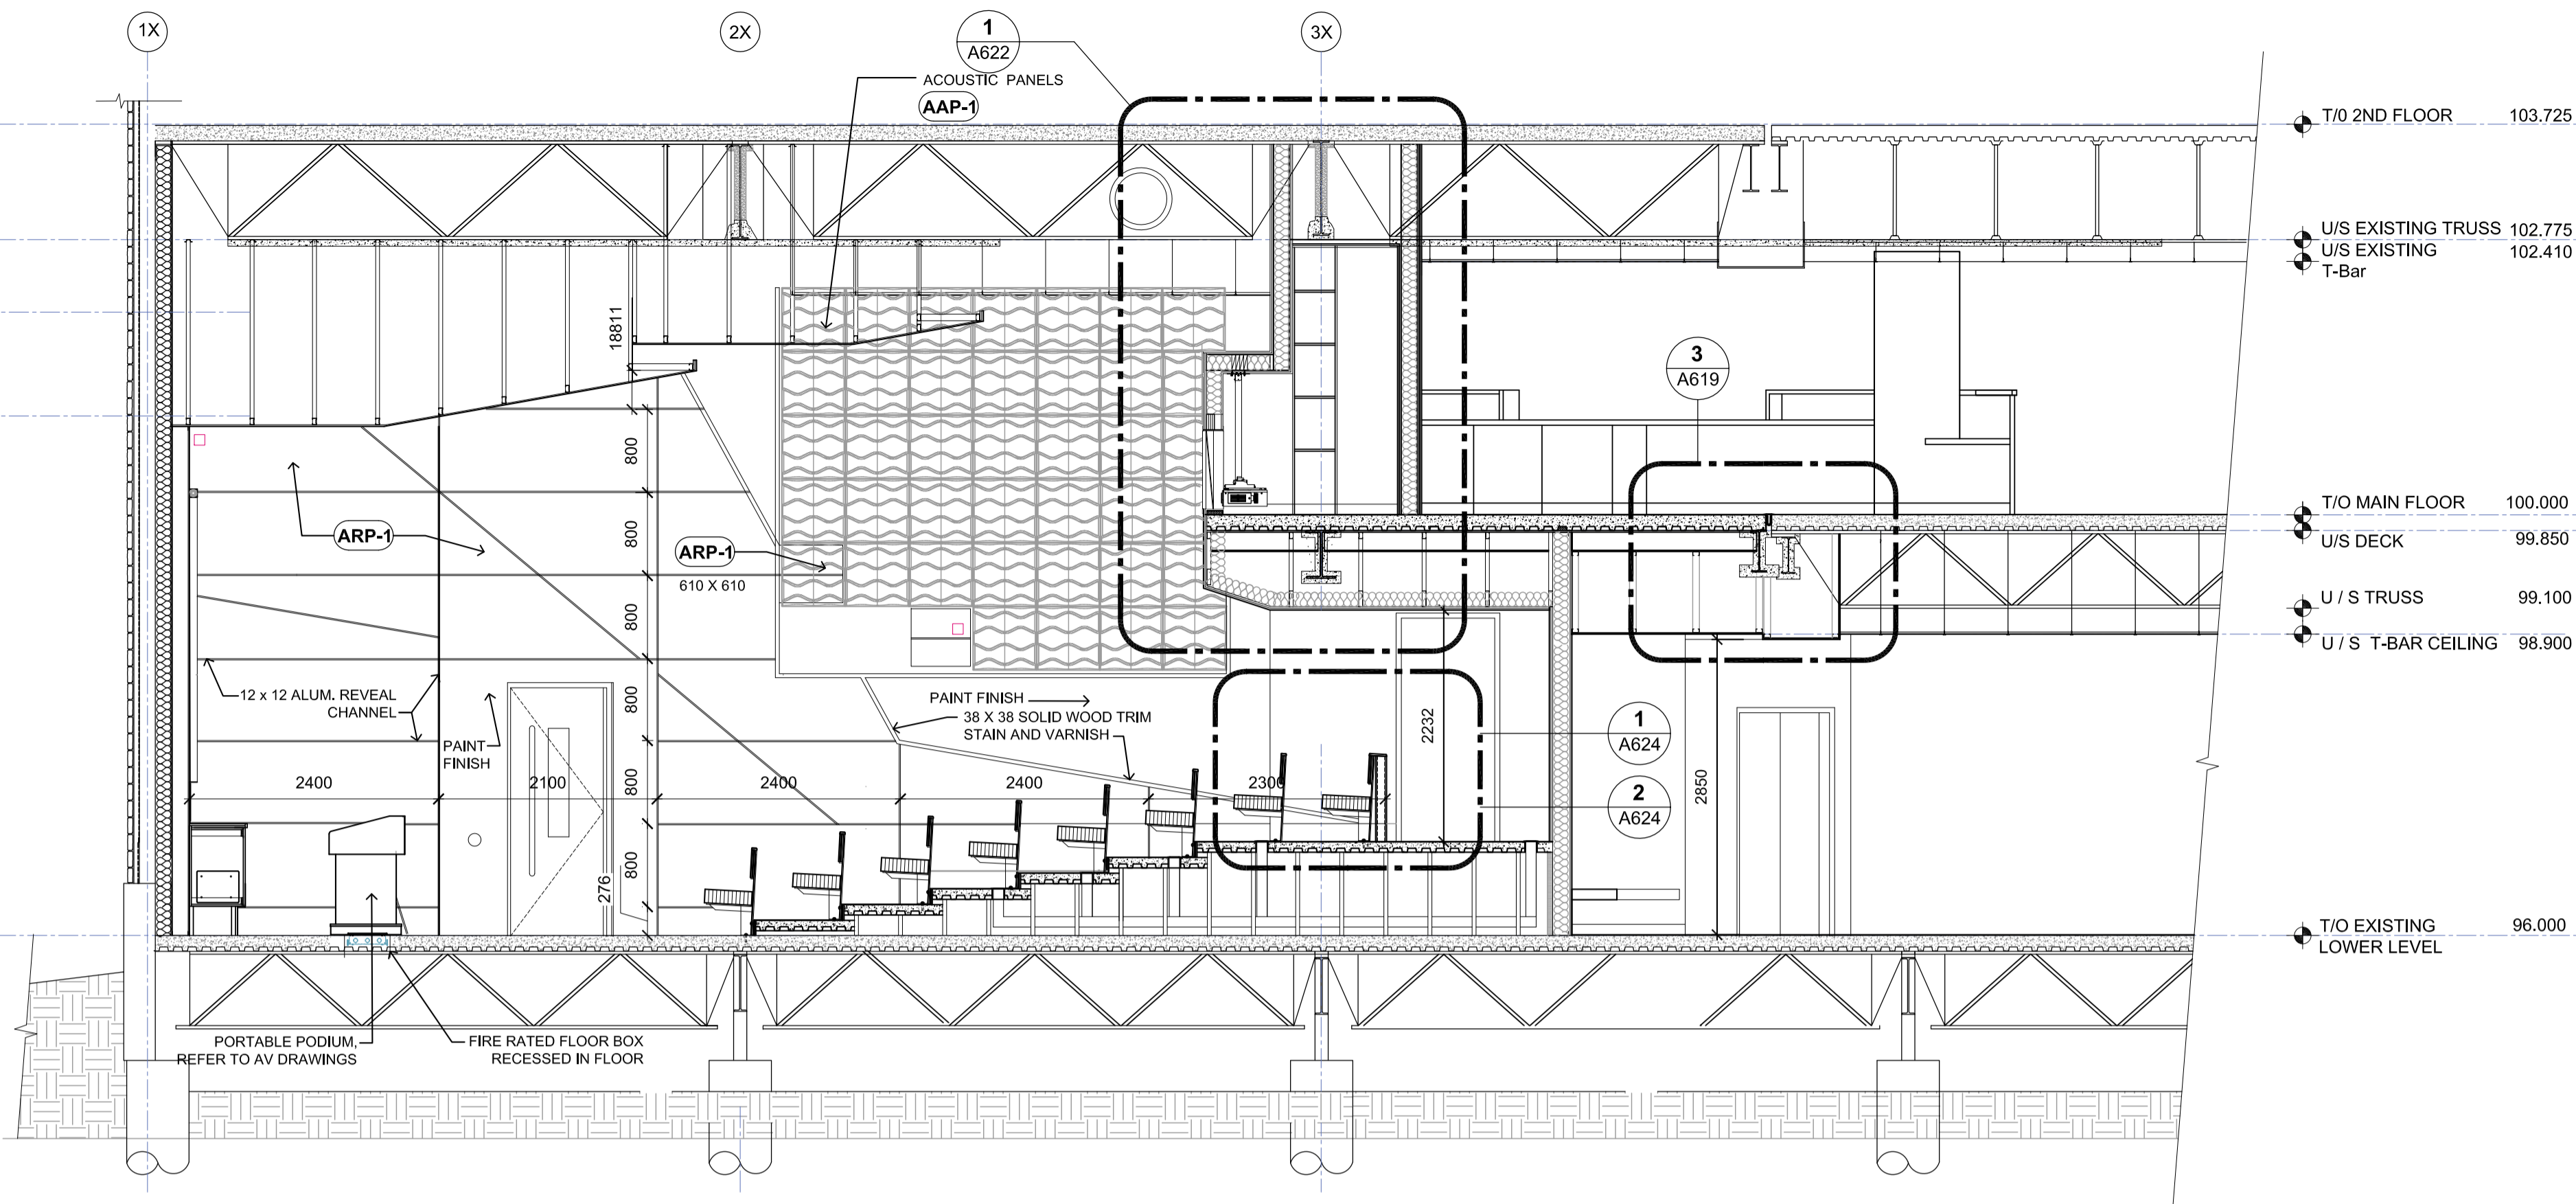 1X
2X
1
A622
3X
ACOUSTIC PANELS
AAP-1
T/0 2ND FLOOR 103.725
U/S EXISTING TRUSS 102.775
U/S EXISTING 102.410
T-Bar
18811
3
A619
800
ARP-1
800
ARP-1
610 X 610
T/O MAIN FLOOR 100.000
U/S DECK 99.850
800
U / S TRUSS 99.100
U / S T-BAR CEILING 98.900
12 x 12 ALUM. REVEAL
CHANNEL
800
PAINT
FINISH
PAINT FINISH
38 X 38 SOLID WOOD TRIM
STAIN AND VARNISH
2232
1
A624
2
A624
2850
2400
2100
800
2400
2400
2300
276
800
T/O EXISTING 96.000
LOWER LEVEL
PORTABLE PODIUM,
REFER TO AV DRAWINGS
FIRE RATED FLOOR BOX
RECESSED IN FLOOR